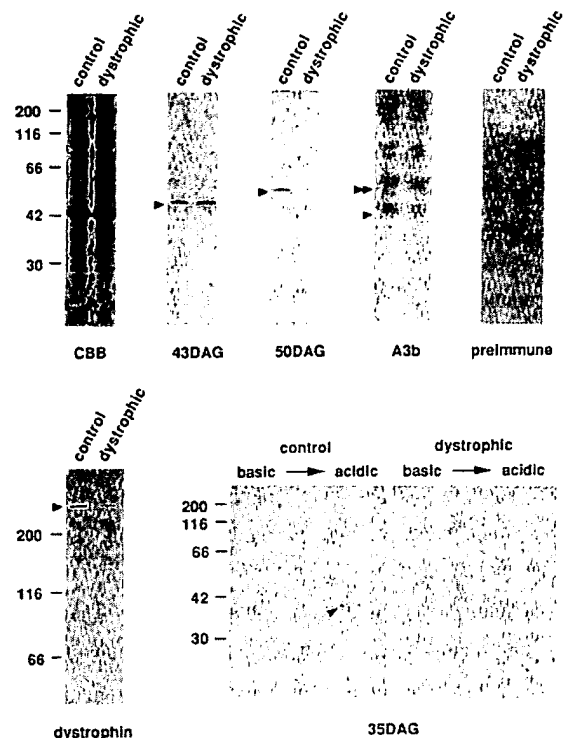 control dystrophic control dystrophic control dystrophic control dystrophic control dystrophic
200
116
66
42
30
CBB 43DAG 50DAG A3b preimmune
control dystrophic
200
116
66
dystrophin
control dystrophic
basic acidic basic acidic
200
116
66
42
30
35DAG